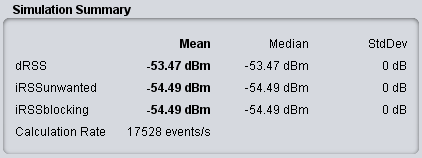 Simulation Summary
Mean Median StdDev
dRSS -53.47 dBm -53.47 dBm 0 dB
iRSSunwanted -54.49 dBm -54.49 dBm 0 dB
iRSSblocking -54.49 dBm -54.49 dBm 0 dB
Calculation Rate 17528 events/s